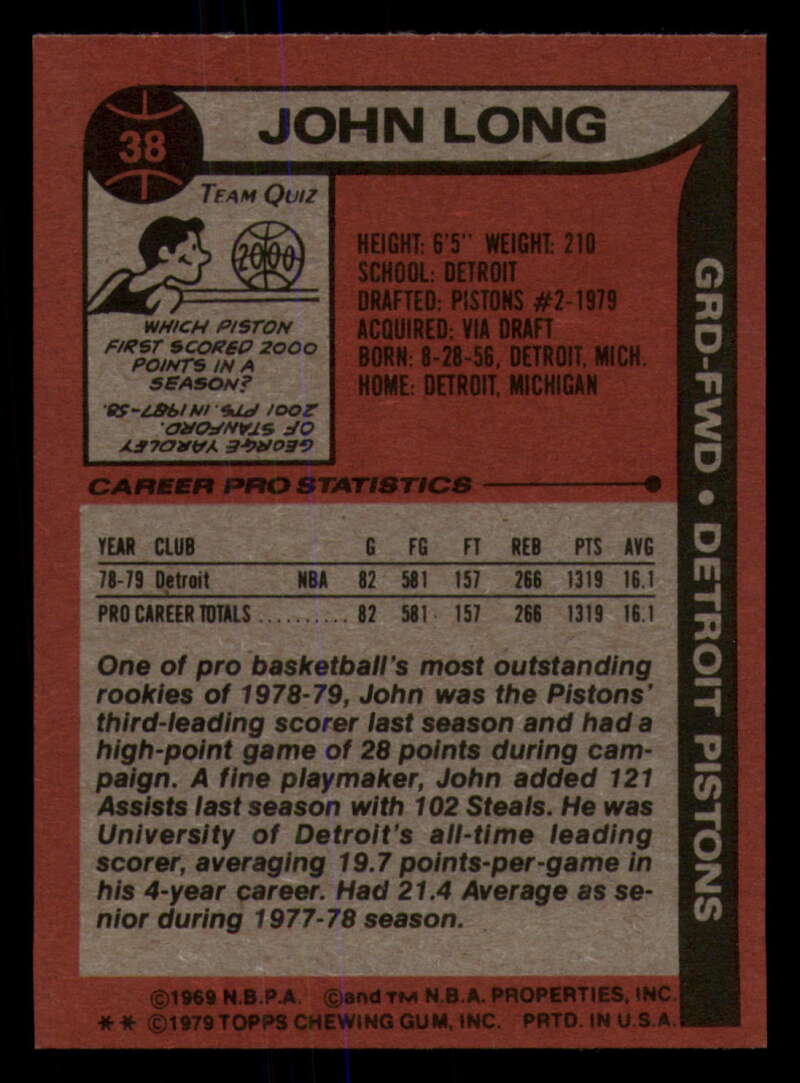 38
JOHN LONG
TEAM QUIZ
2000
WHICH PISTON
FIRST SCORED 2000
POINTS IN A
SEASON?
GEORGE YARDLEY
OF STANFORD.
2001 PTS. IN 1957-58.
HEIGHT: 6'5" WEIGHT: 210
SCHOOL: DETROIT
DRAFTED: PISTONS #2-1979
ACQUIRED: VIA DRAFT
BORN: 8-28-56, DETROIT, MICH.
HOME: DETROIT, MICHIGAN
GRD-FWD • DETROIT PISTONS
CAREER PRO STATISTICS
YEAR CLUB G FG FT REB PTS AVG
78-79 Detroit NBA 82 581 157 266 1319 16.1
PRO CAREER TOTALS .......... 82 581 157 266 1319 16.1
One of pro basketball's most outstanding
rookies of 1978-79, John was the Pistons'
third-leading scorer last season and had a
high-point game of 28 points during cam-
paign. A fine playmaker, John added 121
Assists last season with 102 Steals. He was
University of Detroit's all-time leading
scorer, averaging 19.7 points-per-game in
his 4-year career. Had 21.4 Average as se-
nior during 1977-78 season.
©1969 N.B.P.A. ©and TM N.B.A. PROPERTIES, INC.
** ©1979 TOPPS CHEWING GUM, INC. PRTD. IN U.S.A.